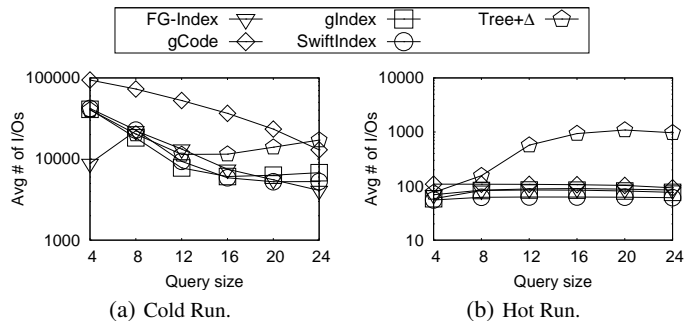 FG-Index gIndex Tree+Δ
gCode SwiftIndex
100000
10000
1000
Avg # of I/Os
4 8 12 16 20 24
Query size
(a) Cold Run.
10000
1000
100
10
Avg # of I/Os
4 8 12 16 20 24
Query size
(b) Hot Run.